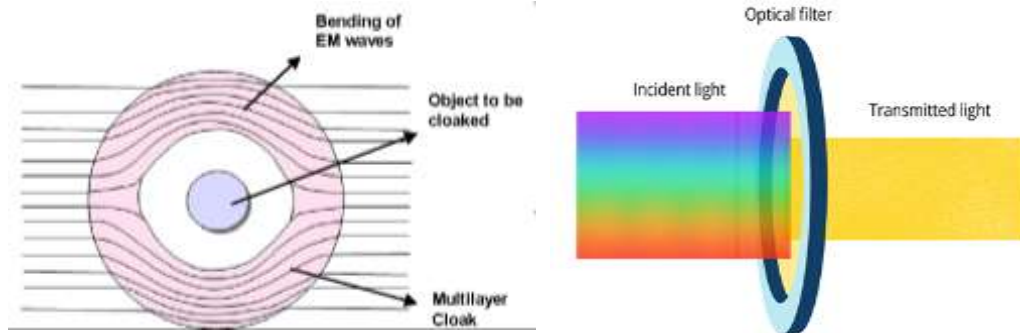 Bending of
EM waves
Object to be
cloaked
Multilayer
Cloak
Optical filter
Incident light
Transmitted light